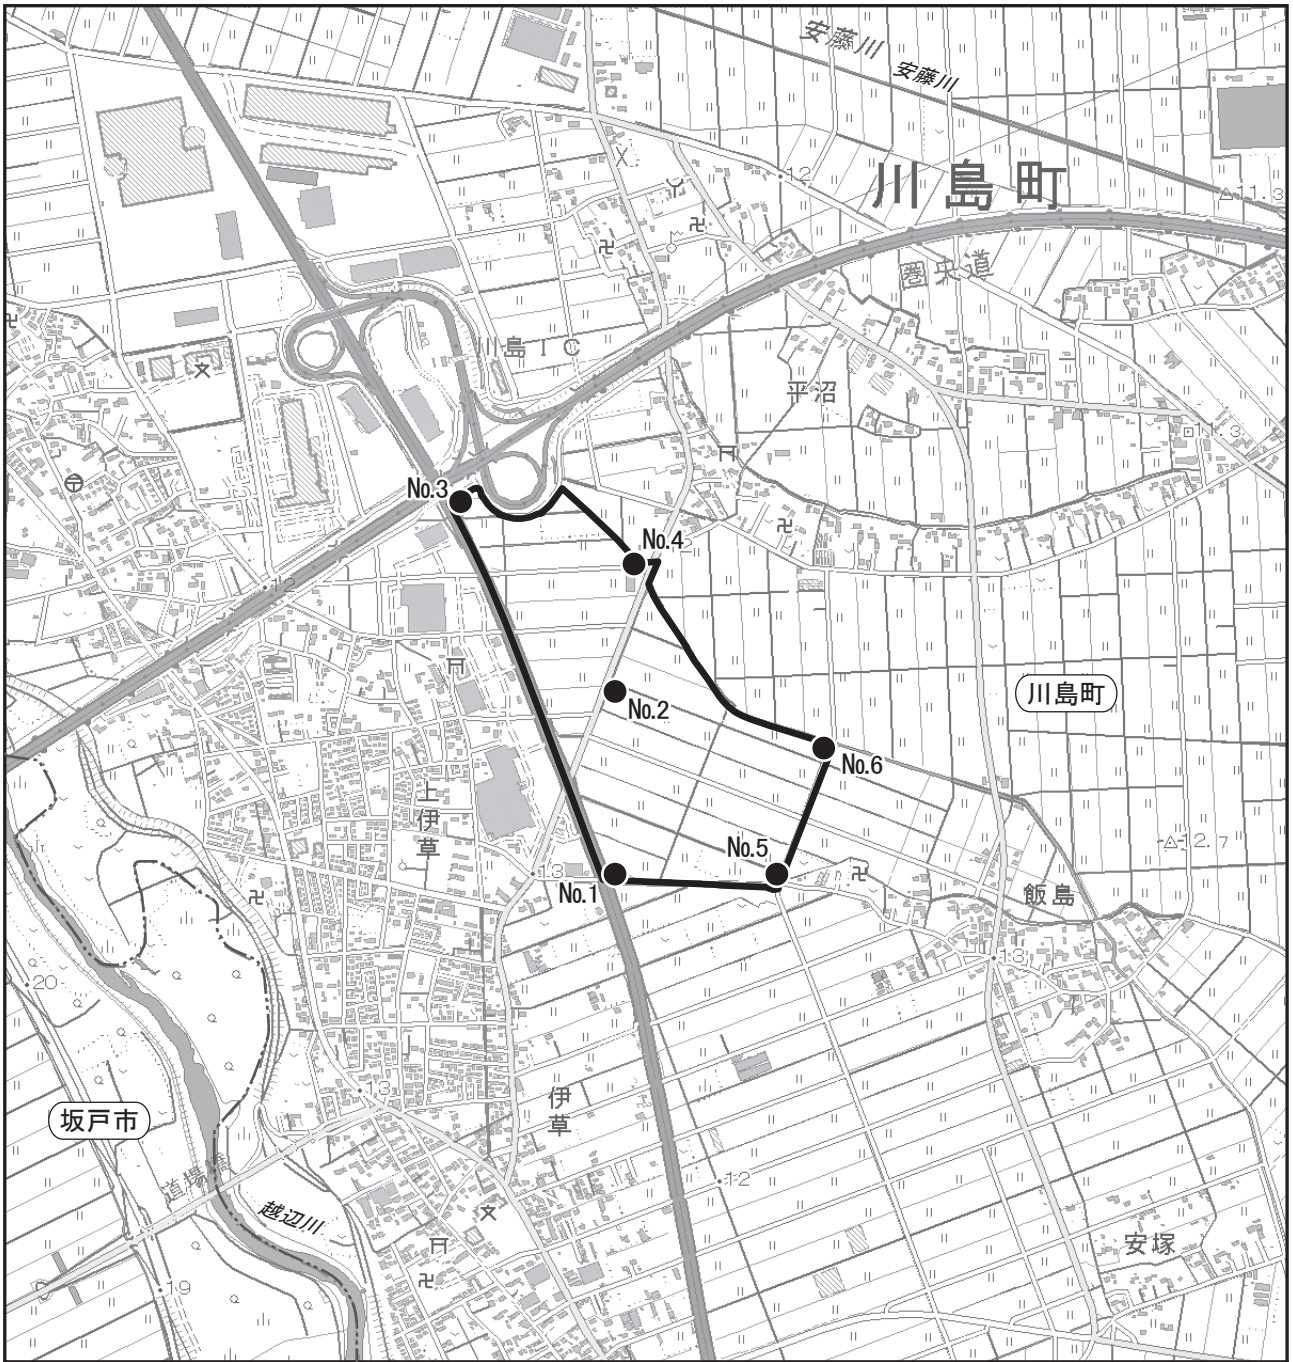 安藤川
安藤川
川島町
12
11.3
圏央道
川島IC
平沼
11.3
No.3
No.4
12
No.2
川島町
No.6
上伊草
No.5
12.7
13
No.1
飯島
13
20
13
伊草
坂戸市
道場橋
12
越辺川
安塚
19